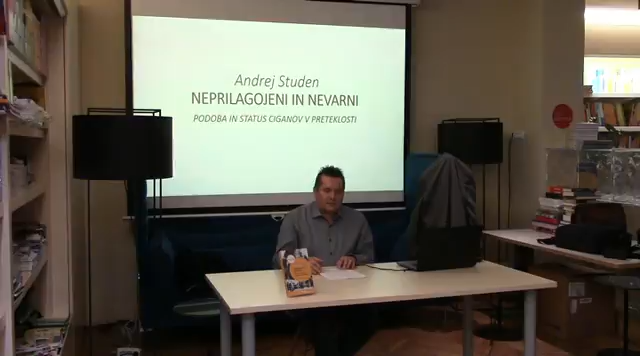 Andrej Studen
NEPRILAGOJENI IN NEVARNI
PODOBA IN STATUS CIGANOV V PRETEKLOSTI